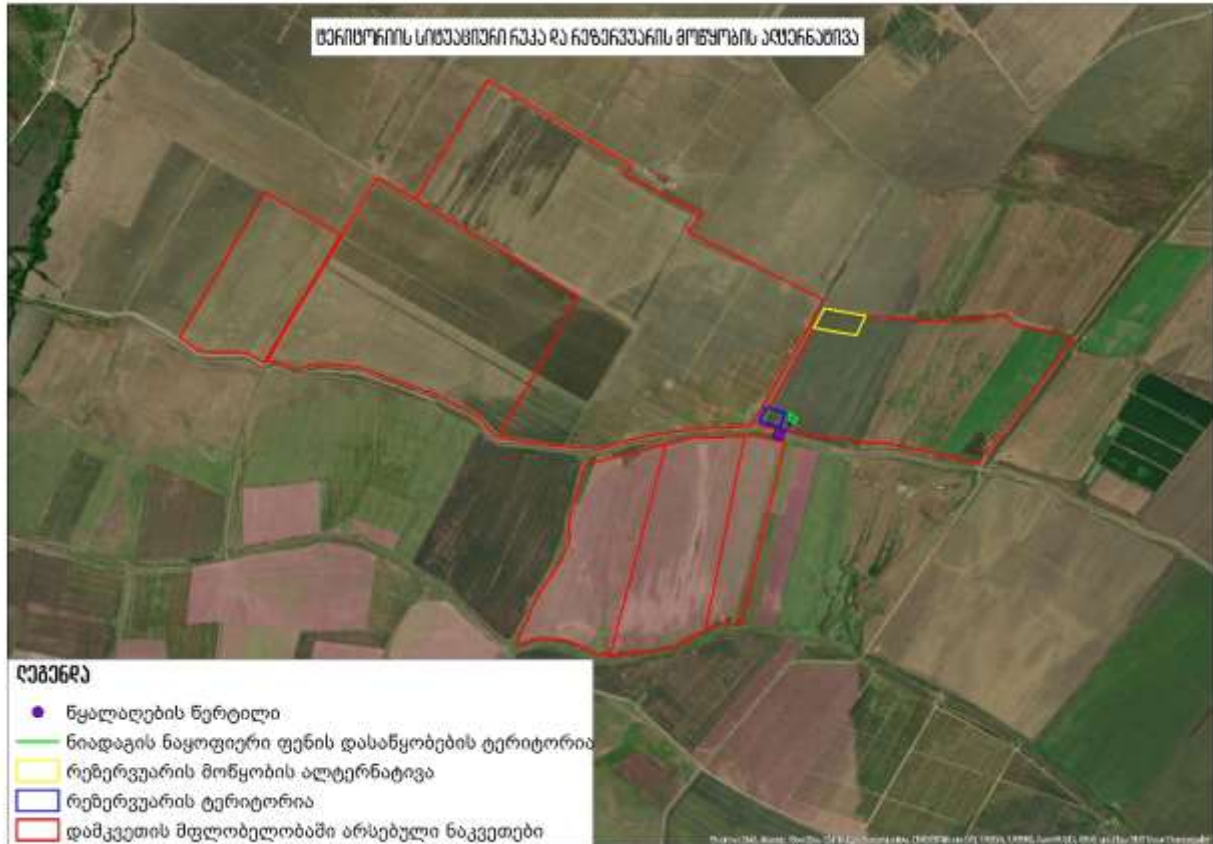 ტერიტორიის სიტუაციური რუკა და რეზერვუარის მოწყობის ალტერნატივა
ლეგენდა
წყალაღების წერტილი
ნიადაგის ნაყოფიერი ფენის დასაწყობების ტერიტორია
რეზერვუარის მოწყობის ალტერნატივა
რეზერვუარის ტერიტორია
დამკვეთის მფლობელობაში არსებული ნაკვეთები